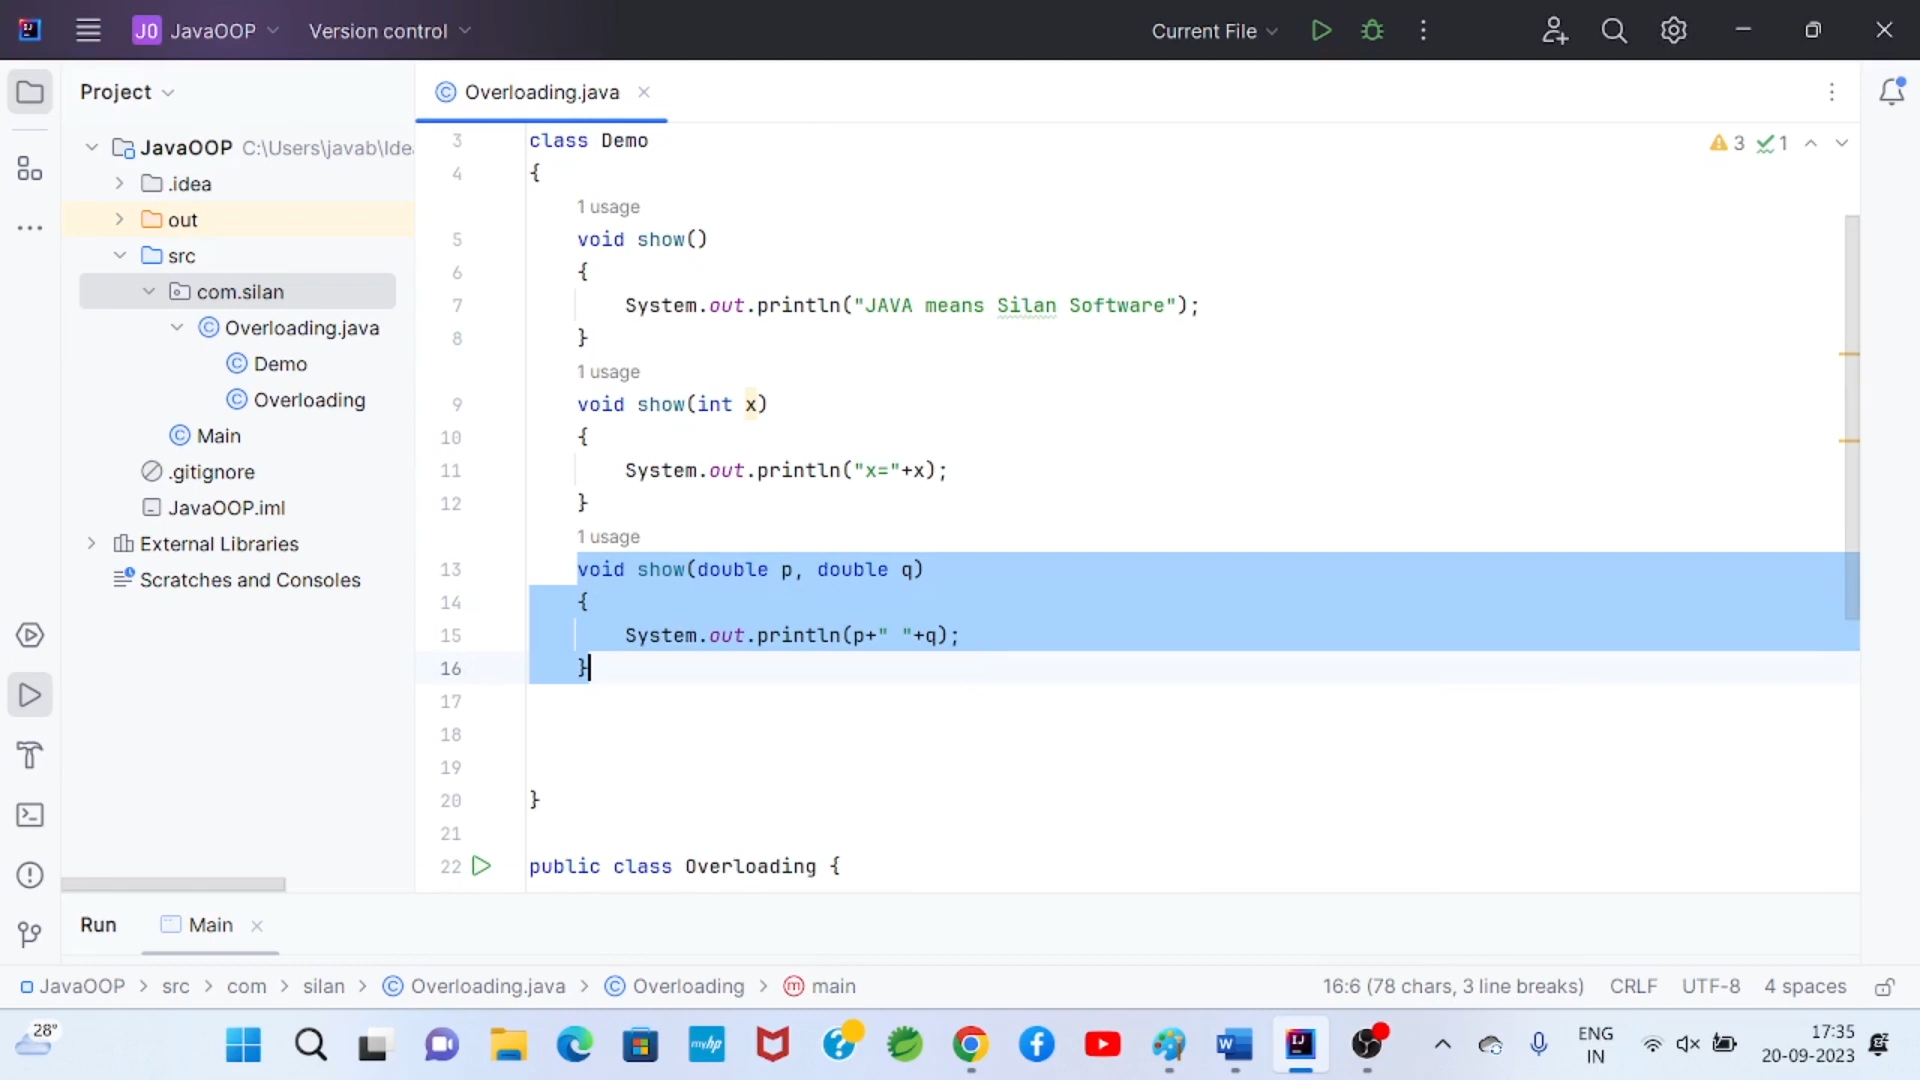 J0 JavaOOP Version control Current File
Project
Overloading.java
JavaOOP C:\Users\javab\Ide
.idea
out
src
com.silan
Overloading.java
Demo
Overloading
Main
.gitignore
JavaOOP.iml
External Libraries
Scratches and Consoles
3 class Demo
3 1
4 {
1 usage
5 void show()
6 {
7 System.out.println("JAVA means Silan Software");
8 }
1 usage
9 void show(int x)
10 {
11 System.out.println("x="+x);
12 }
1 usage
13 void show(double p, double q)
14 {
15 System.out.println(p+" "+q);
16 }
17
18
19
20 }
21
22 public class Overloading {
Run Main
JavaOOP > src > com > silan > Overloading.java > Overloading > main 16:6 (78 chars, 3 line breaks) CRLF UTF-8 4 spaces
28°
myhp
W
IJ
ENG
IN
17:35
20-09-2023